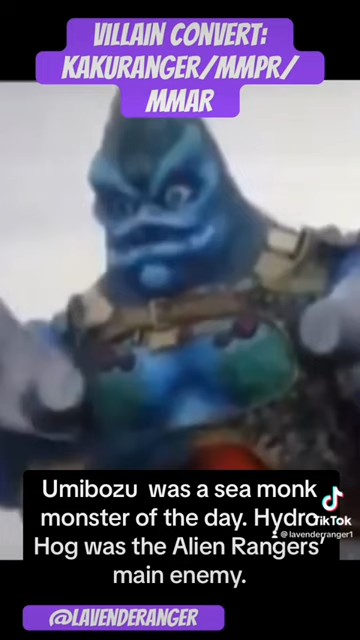 VILLAIN CONVERT:
KAKURANGER/MMPR/
MMAR
Umibozu was a sea monk
monster of the day. Hydro
Hog was the Alien Rangers'
main enemy.
TikTok
@lavenderranger1
@LAVENDERANGER